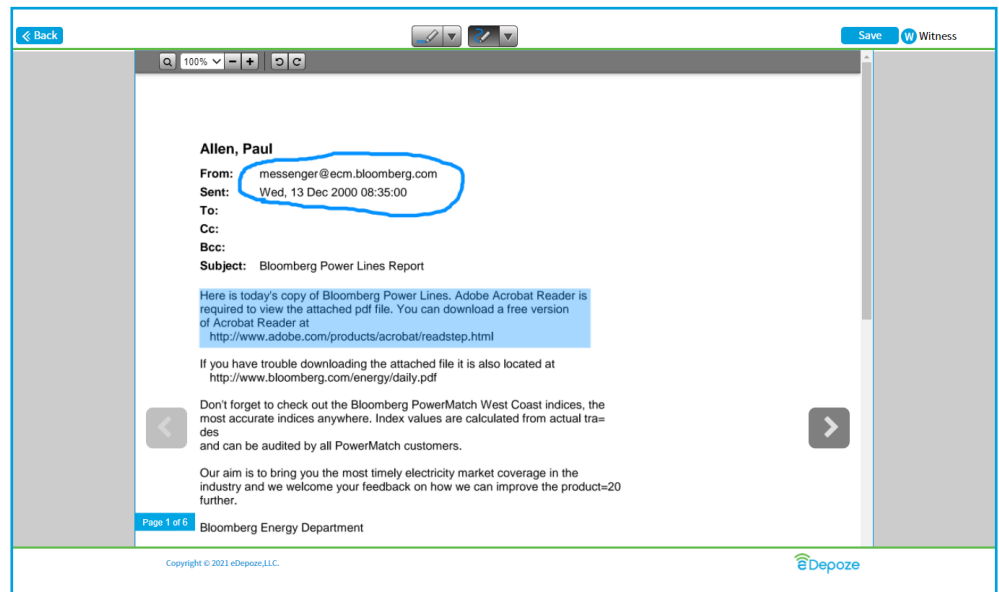 Back
Save
W Witness
100%
Allen, Paul
From: messenger@ecm.bloomberg.com
Sent: Wed, 13 Dec 2000 08:35:00
To:
Cc:
Bcc:
Subject: Bloomberg Power Lines Report
Here is today's copy of Bloomberg Power Lines. Adobe Acrobat Reader is
required to view the attached pdf file. You can download a free version
of Acrobat Reader at
http://www.adobe.com/products/acrobat/readstep.html
If you have trouble downloading the attached file it is also located at
http://www.bloomberg.com/energy/daily.pdf
Don't forget to check out the Bloomberg PowerMatch West Coast indices, the
most accurate indices anywhere. Index values are calculated from actual tra=
des
and can be audited by all PowerMatch customers.
Our aim is to bring you the most timely electricity market coverage in the
industry and we welcome your feedback on how we can improve the product=20
further.
Page 1 of 6
Bloomberg Energy Department
Copyright © 2021 eDepoze,LLC.
eDepoze